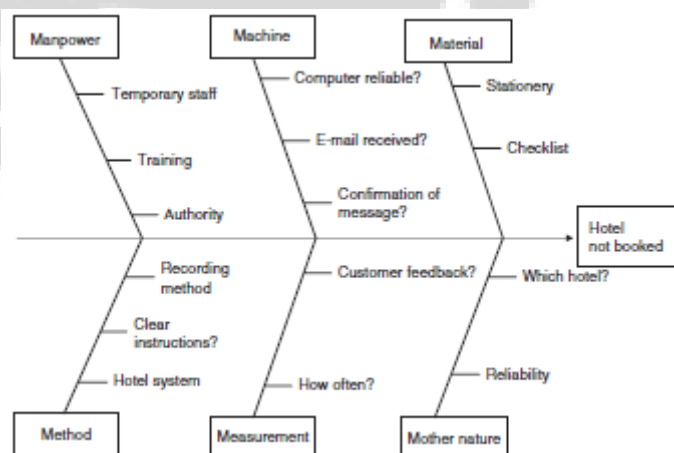 Manpower
Machine
Material
Temporary staff
Training
Authority
Computer reliable?
E-mail received?
Confirmation of
message?
Stationery
Checklist
Hotel
not booked
Recording
method
Clear
instructions?
Hotel system
Customer feedback?
How often?
Which hotel?
Reliability
Method
Measurement
Mother nature